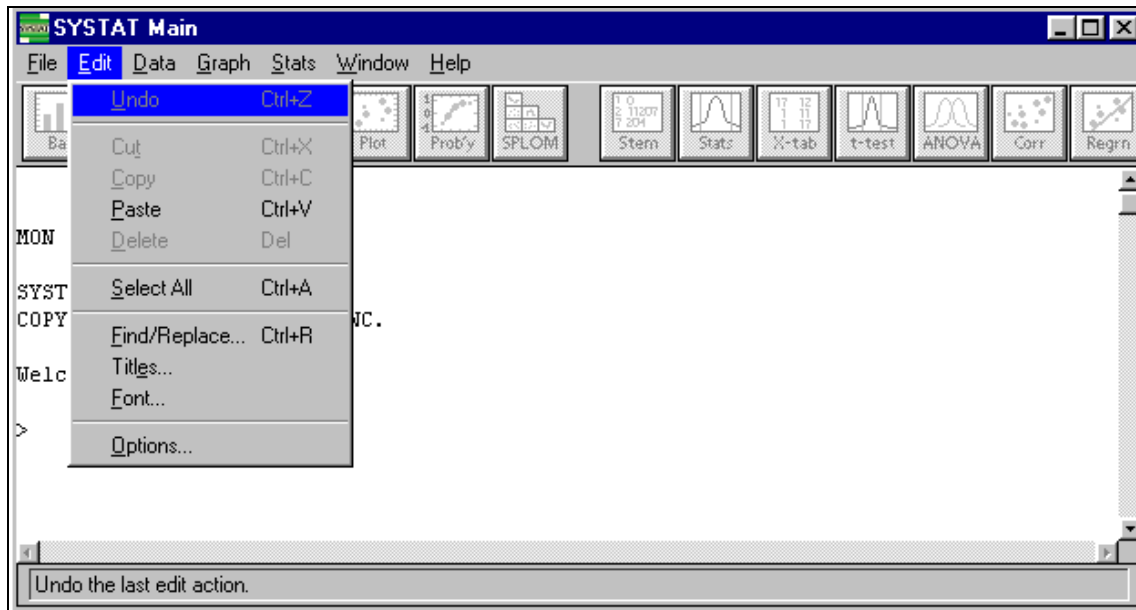 SYSTAT Main
File Edit Data Graph Stats Window Help
Undo Ctrl+Z
Cut Ctrl+X
Copy Ctrl+C
Paste Ctrl+V
Delete Del
Select All Ctrl+A
Find/Replace... Ctrl+R
Titles...
Font...
Options...
Ba Plot Prob'y SPLOM Stem Stats X-tab t-test ANOVA Corr Regrn
MON
SYST
COPY NC.
Welc
>
Undo the last edit action.